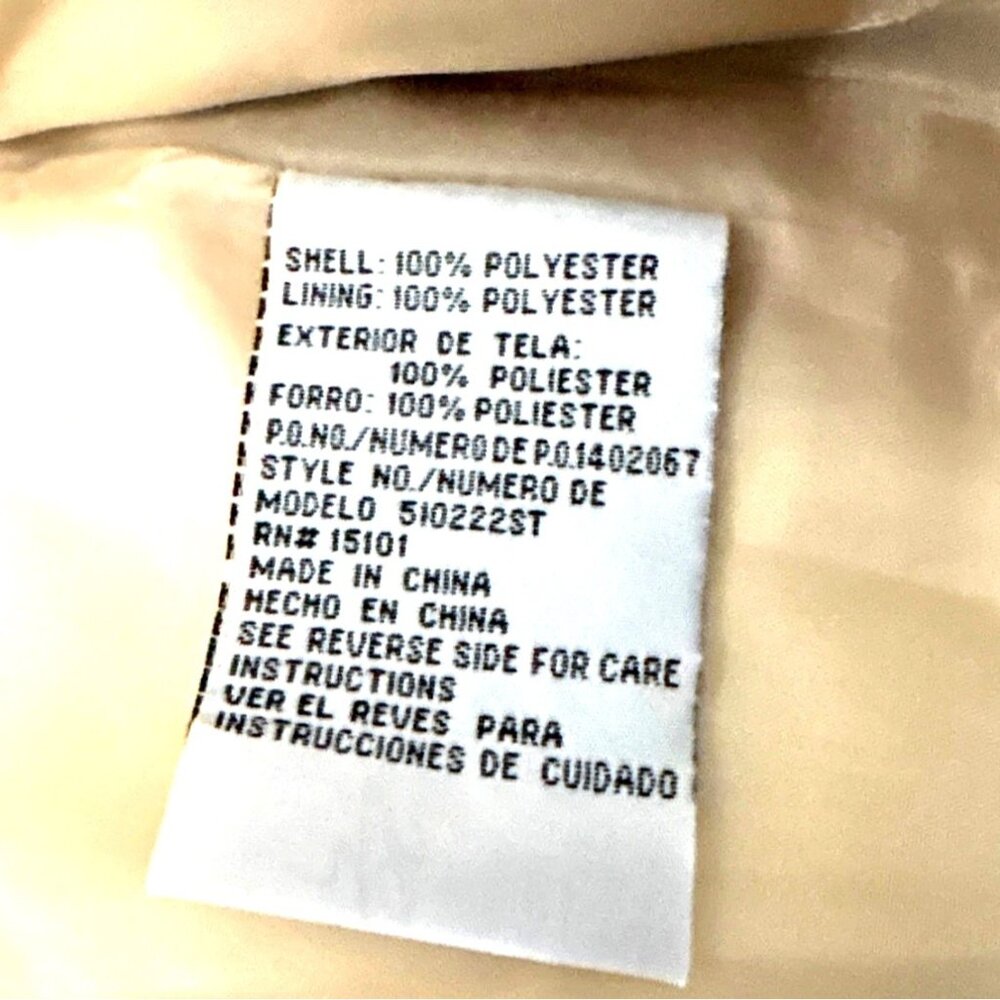 SHELL: 100% POLYESTER
LINING: 100% POLYESTER
EXTERIOR DE TELA:
100% POLIESTER
FORRO: 100% POLIESTER
P.O.NO./NUMERO DE P.O.1402067
STYLE NO./NUMERO DE
MODELO 510222ST
RN# 15101
MADE IN CHINA
HECHO EN CHINA
SEE REVERSE SIDE FOR CARE
INSTRUCTIONS
VER EL REVES PARA
INSTRUCCIONES DE CUIDADO